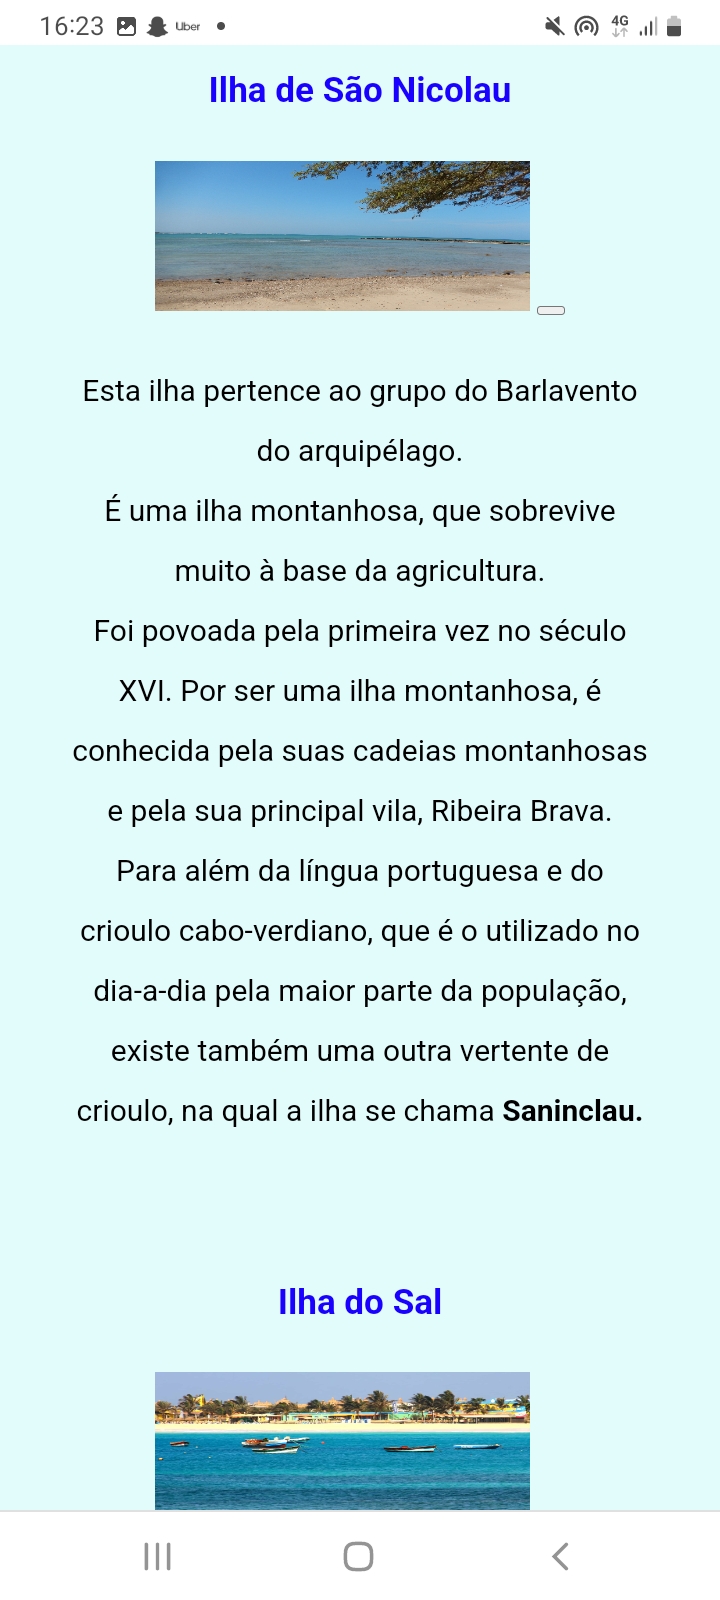 16:23
Uber
4G
Ilha de São Nicolau
Esta ilha pertence ao grupo do Barlavento
do arquipélago.
É uma ilha montanhosa, que sobrevive
muito à base da agricultura.
Foi povoada pela primeira vez no século
XVI. Por ser uma ilha montanhosa, é
conhecida pela suas cadeias montanhosas
e pela sua principal vila, Ribeira Brava.
Para além da língua portuguesa e do
crioulo cabo-verdiano, que é o utilizado no
dia-a-dia pela maior parte da população,
existe também uma outra vertente de
crioulo, na qual a ilha se chama Saninclau.
Ilha do Sal